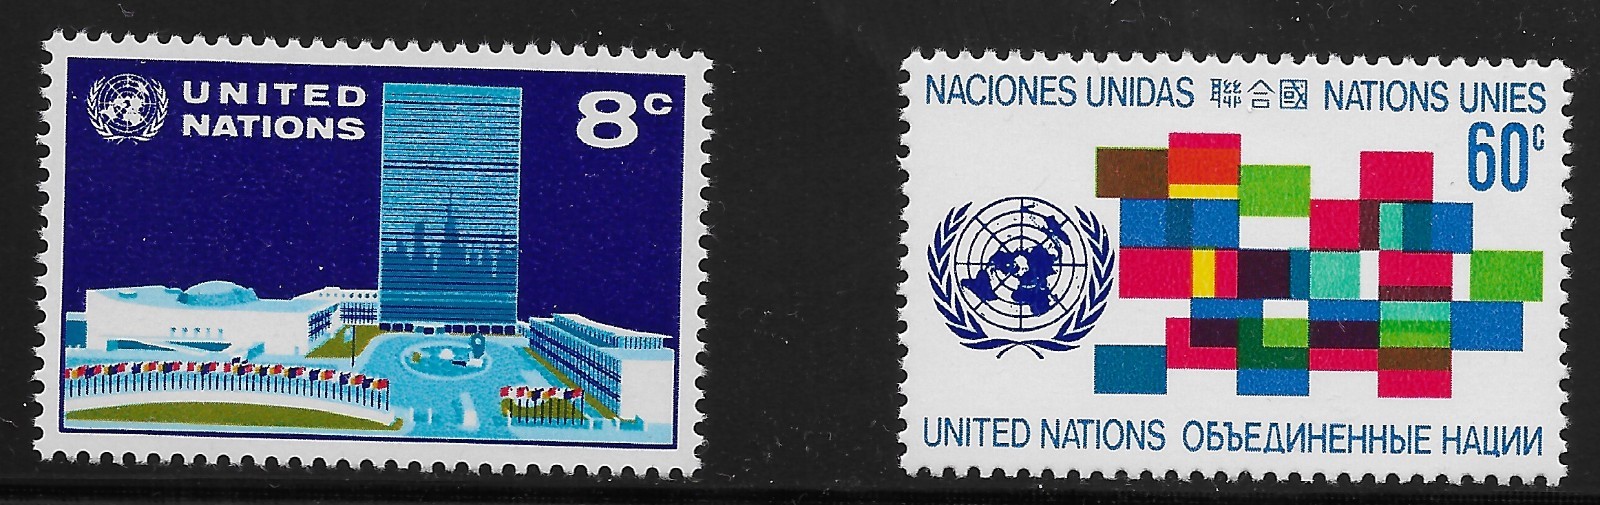 UNITED
NATIONS
8c
NACIONES UNIDAS 聯合國 NATIONS UNIES
60c
UNITED NATIONS ОБЪЕДИНЕННЫЕ НАЦИИ